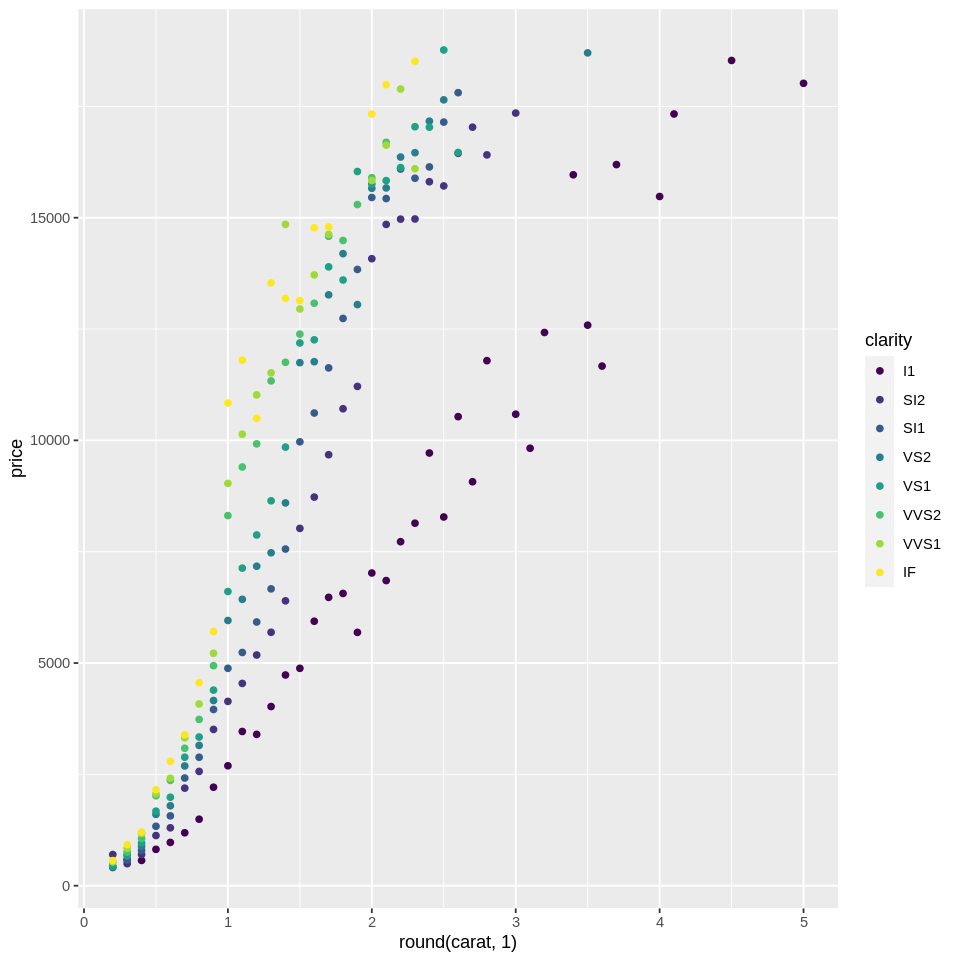 price
15000
10000
5000
0
0
1
2
3
4
5
round(carat, 1)
clarity
I1
SI2
SI1
VS2
VS1
VVS2
VVS1
IF